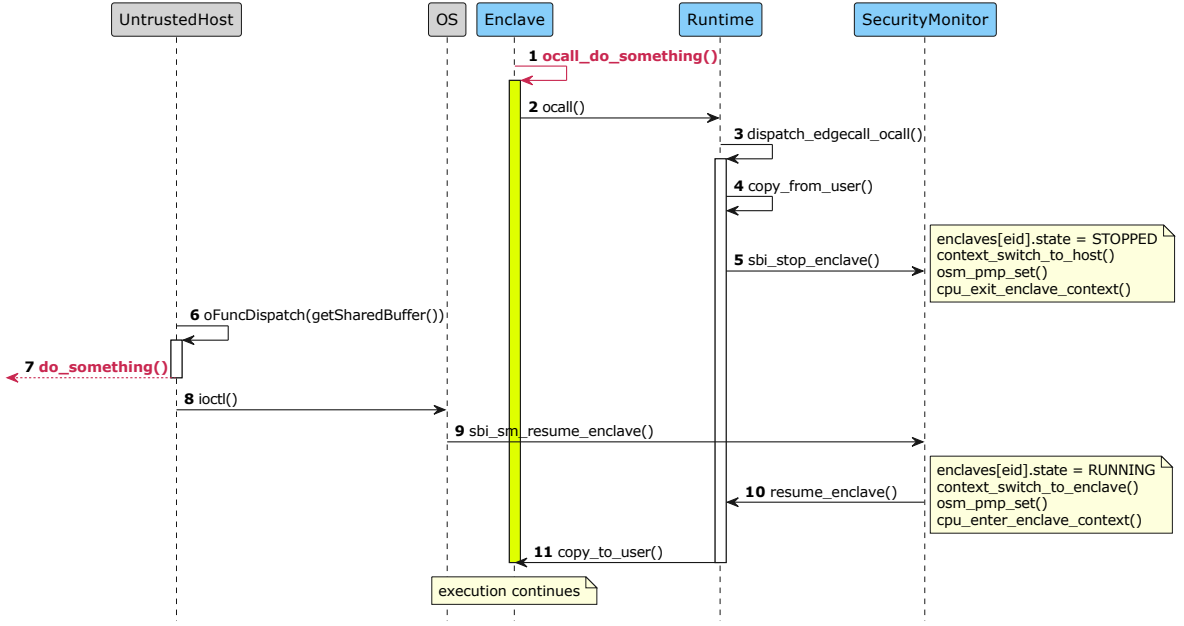 UntrustedHost
OS
Enclave
Runtime
SecurityMonitor
1 ocall_do_something()
2 ocall()
3 dispatch_edgecall_ocall()
4 copy_from_user()
enclaves[eid].state = STOPPED
context_switch_to_host()
osm_pmp_set()
cpu_exit_enclave_context()
5 sbi_stop_enclave()
6 oFuncDispatch(getSharedBuffer())
7 do_something()
8 ioctl()
9 sbi_sm_resume_enclave()
enclaves[eid].state = RUNNING
context_switch_to_enclave()
osm_pmp_set()
cpu_enter_enclave_context()
10 resume_enclave()
11 copy_to_user()
execution continues